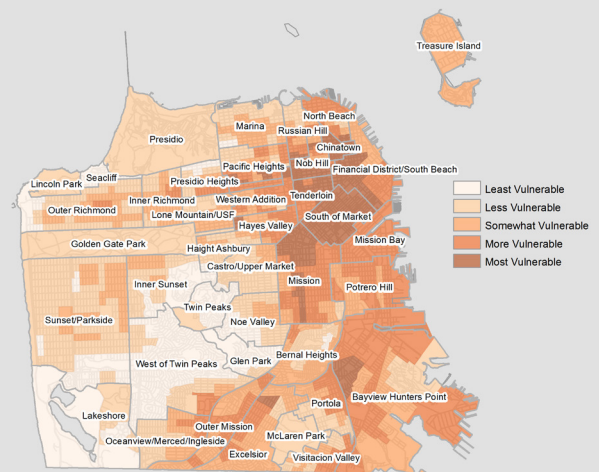 Treasure Island
North Beach
Marina
Russian Hill
Presidio
Chinatown
Nob Hill
Pacific Heights
Financial District/South Beach
Seacliff
Lincoln Park
Presidio Heights
Least Vulnerable
Inner Richmond
Western Addition
Tenderloin
Less Vulnerable
Outer Richmond
Lone Mountain/USF
South of Market
Somewhat Vulnerable
Hayes Valley
Golden Gate Park
Mission Bay
More Vulnerable
Haight Ashbury
Most Vulnerable
Castro/Upper Market
Inner Sunset
Mission
Potrero Hill
Twin Peaks
Sunset/Parkside
Noe Valley
Bernal Heights
West of Twin Peaks
Glen Park
Bayview Hunters Point
Portola
Lakeshore
Outer Mission
McLaren Park
Oceanview/Merced/Ingleside
Excelsior
Visitacion Valley